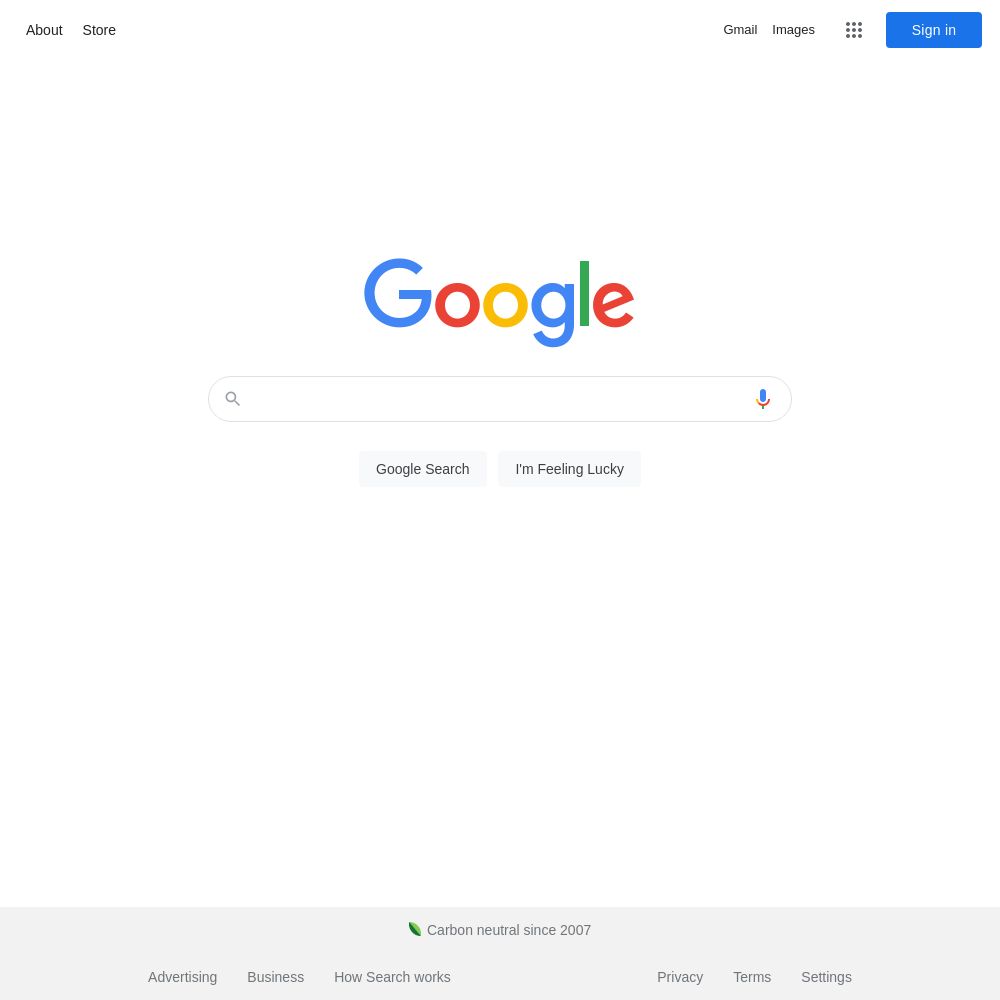 About Store Gmail Images Sign in
Google
Google Search I'm Feeling Lucky
Carbon neutral since 2007
Advertising Business How Search works Privacy Terms Settings